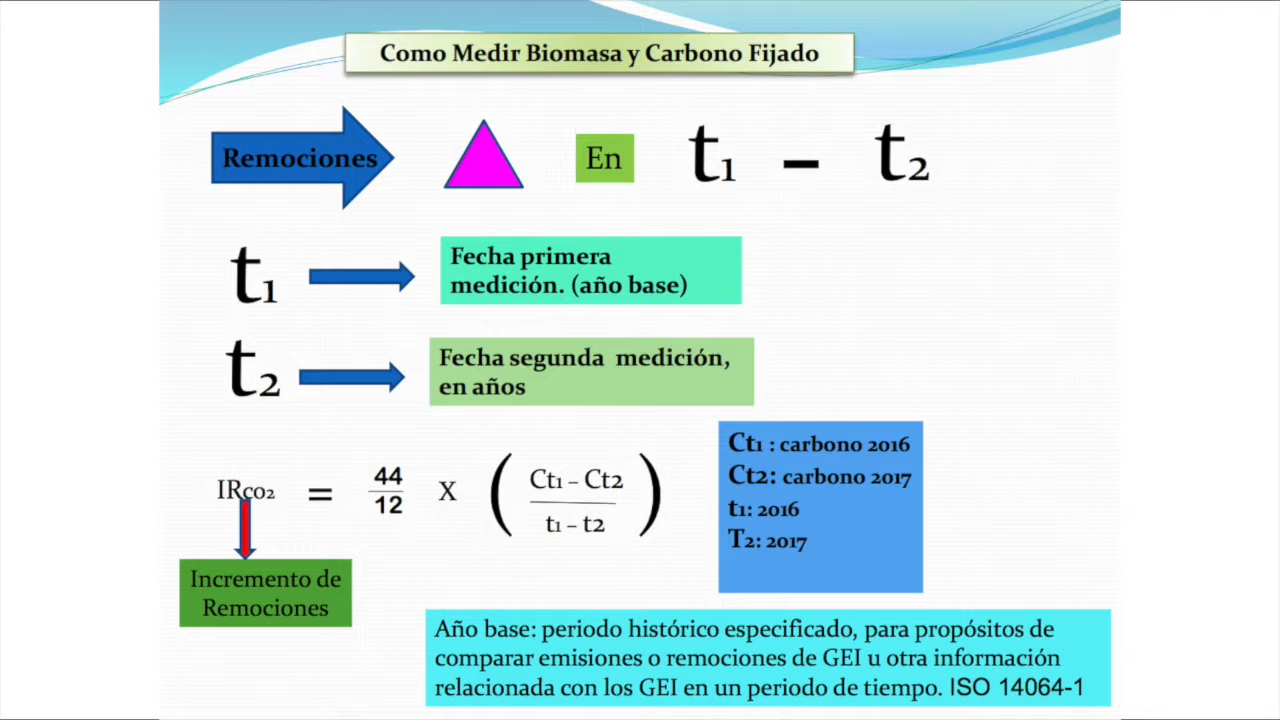 Como Medir Biomasa y Carbono Fijado
Remociones
En
t1 – t2
t1
Fecha primera
medición. (año base)
t2
Fecha segunda medición,
en años
IRco2 = 44/12 X ( Ct1 – Ct2 / t1 – t2 )
Ct1 : carbono 2016
Ct2: carbono 2017
t1: 2016
T2: 2017
Incremento de
Remociones
Año base: periodo histórico especificado, para propósitos de
comparar emisiones o remociones de GEI u otra información
relacionada con los GEI en un periodo de tiempo. ISO 14064-1